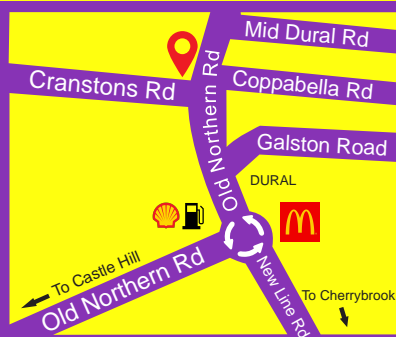 Mid Dural Rd
Cranstons Rd
Coppabella Rd
Old Northern Rd
Galston Road
DURAL
To Castle Hill
Old Northern Rd
New Line Rd
To Cherrybrook